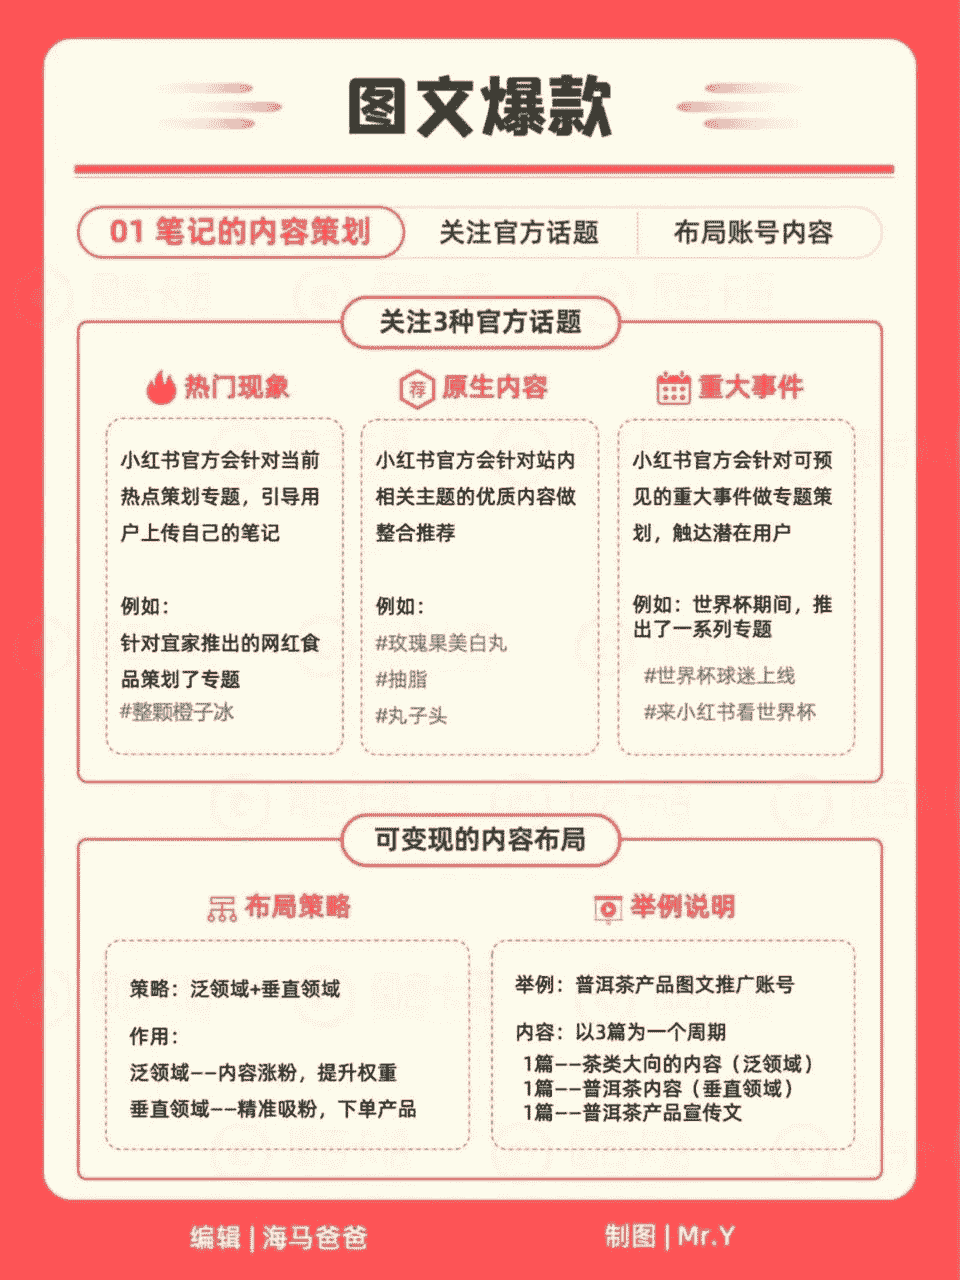 图文爆款
01 笔记的内容策划
关注官方话题
布局账号内容
关注3种官方话题
热门现象
小红书官方会针对当前
热点策划专题，引导用
户上传自己的笔记
例如：
针对宜家推出的网红食
品策划了专题
#整颗橙子冰
荐
原生内容
小红书官方会针对站内
相关主题的优质内容做
整合推荐
例如：
#玫瑰果美白丸
#抽脂
#丸子头
重大事件
小红书官方会针对可预
见的重大事件做专题策
划，触达潜在用户
例如：世界杯期间，推
出了一系列专题
#世界杯球迷上线
#来小红书看世界杯
可变现的内容布局
布局策略
策略：泛领域+垂直领域
作用：
泛领域——内容涨粉，提升权重
垂直领域——精准吸粉，下单产品
举例说明
举例：普洱茶产品图文推广账号
内容：以3篇为一个周期
1篇——茶类大向的内容（泛领域）
1篇——普洱茶内容（垂直领域）
1篇——普洱茶产品宣传文
编辑 | 海马爸爸
制图 | Mr.Y